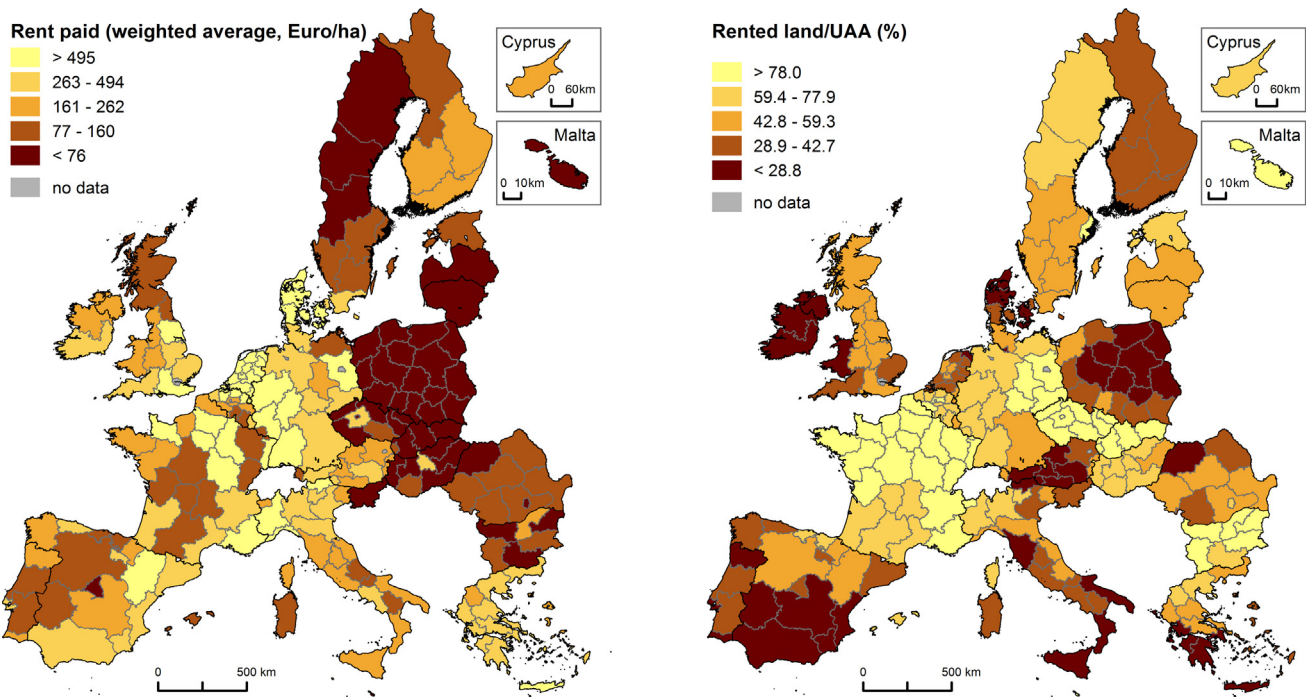 Rent paid (weighted average, Euro/ha)
> 495
263 - 494
161 - 262
77 - 160
< 76
no data
Cyprus
0 60km
Malta
0 10km
0 500 km
Rented land/UAA (%)
> 78.0
59.4 - 77.9
42.8 - 59.3
28.9 - 42.7
< 28.8
no data
Cyprus
0 60km
Malta
0 10km
0 500 km